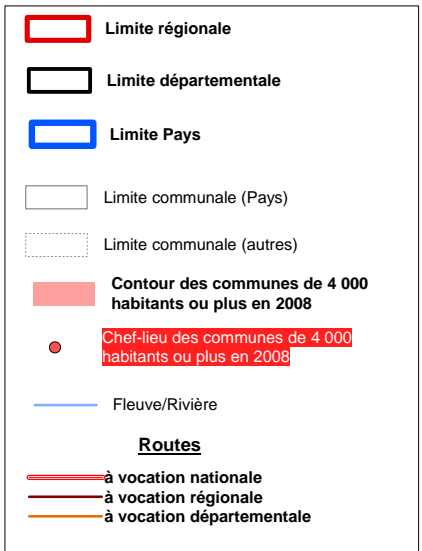 Limite régionale
Limite départementale
Limite Pays
Limite communale (Pays)
Limite communale (autres)
Contour des communes de 4 000
habitants ou plus en 2008
Chef-lieu des communes de 4 000
habitants ou plus en 2008
Fleuve/Rivière
Routes
à vocation nationale
à vocation régionale
à vocation départementale